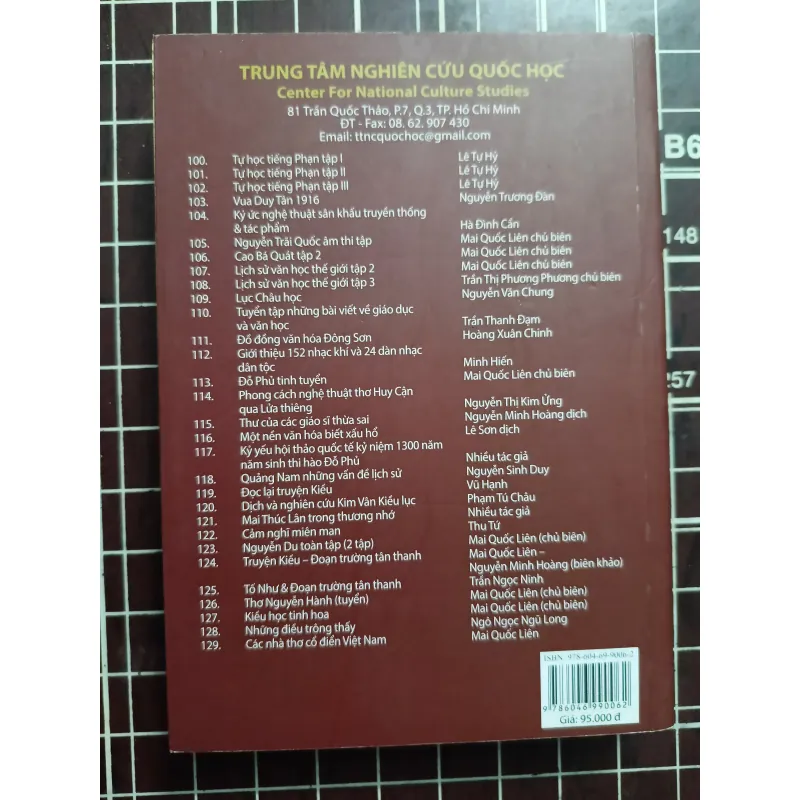 TRUNG TÂM NGHIÊN CỨU QUỐC HỌC
Center For National Culture Studies
81 Trần Quốc Thảo, P.7, Q.3, TP. Hồ Chí Minh
ĐT - Fax: 08. 62. 907 430
Email: ttncquochoc@gmail.com
100. Tự học tiếng Phạn tập I Lê Tự Hỷ
101. Tự học tiếng Phạn tập II Lê Tự Hỷ
102. Tự học tiếng Phạn tập III Lê Tự Hỷ
103. Vua Duy Tân 1916 Nguyễn Trương Đàn
104. Ký ức nghệ thuật sân khấu truyền thống
& tác phẩm Hà Đình Cẩn
105. Nguyễn Trãi Quốc âm thi tập Mai Quốc Liên chủ biên
106. Cao Bá Quát tập 2 Mai Quốc Liên chủ biên
107. Lịch sử văn học thế giới tập 2 Mai Quốc Liên chủ biên
108. Lịch sử văn học thế giới tập 3 Trần Thị Phương Phương chủ biên
109. Lục Châu học Nguyễn Văn Chung
110. Tuyển tập những bài viết về giáo dục
và văn học Trần Thanh Đạm
111. Đồ đồng văn hóa Đông Sơn Hoàng Xuân Chinh
112. Giới thiệu 152 nhạc khí và 24 dàn nhạc
dân tộc Minh Hiến
113. Đỗ Phủ tinh tuyển Mai Quốc Liên chủ biên
114. Phong cách nghệ thuật thơ Huy Cận
qua Lửa thiêng Nguyễn Thị Kim Ửng
115. Thư của các giáo sĩ thừa sai Nguyễn Minh Hoàng dịch
116. Một nền văn hóa biết xấu hổ Lê Sơn dịch
117. Kỷ yếu hội thảo quốc tế kỷ niệm 1300 năm
năm sinh thi hào Đỗ Phủ Nhiều tác giả
118. Quảng Nam những vấn đề lịch sử Nguyễn Sinh Duy
119. Đọc lại truyện Kiều Vũ Hạnh
120. Dịch và nghiên cứu Kim Vân Kiều lục Phạm Tú Châu
121. Mai Thúc Lân trong thương nhớ Nhiều tác giả
122. Cảm nghĩ miên man Thu Tứ
123. Nguyễn Du toàn tập (2 tập) Mai Quốc Liên (chủ biên)
124. Truyện Kiều – Đoạn trường tân thanh Mai Quốc Liên –
Nguyễn Minh Hoàng (biên khảo)
125. Tố Như & Đoạn trường tân thanh Trần Ngọc Ninh
126. Thơ Nguyễn Hành (tuyển) Mai Quốc Liên (chủ biên)
127. Kiều học tinh hoa Mai Quốc Liên (chủ biên)
128. Những điều trông thấy Ngô Ngọc Ngũ Long
129. Các nhà thơ cổ điển Việt Nam Mai Quốc Liên
ISBN: 978-604-69-9006-2
9 786046 990062
Giá: 95.000 đ
B6
148
257